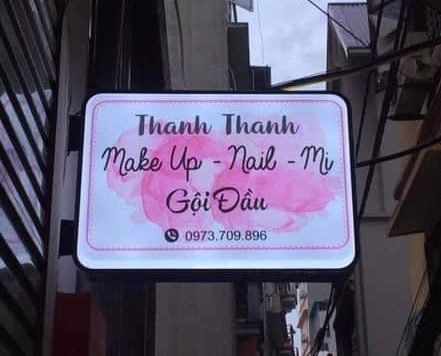 Thanh Thanh
Make Up - Nail - Mi
Gội Đầu
0973.709.896